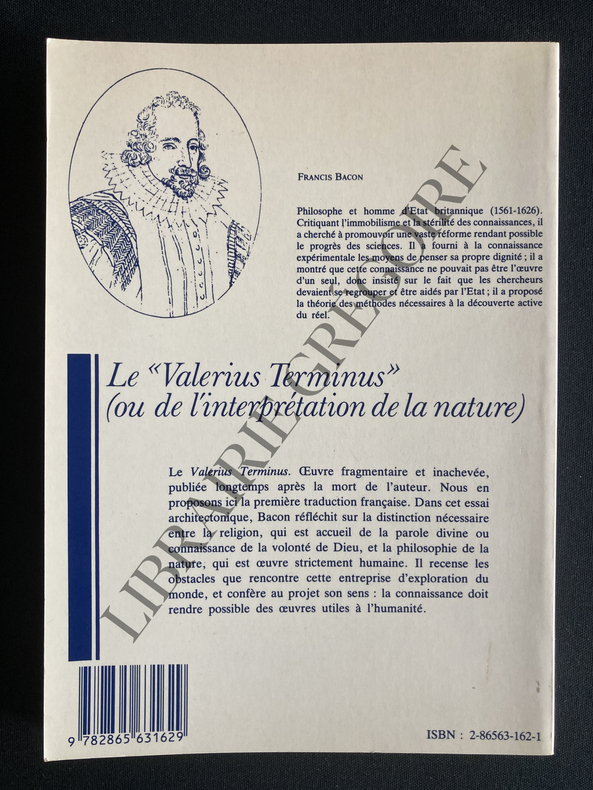 FRANCIS BACON
Philosophe et homme d'Etat britannique (1561-1626).
Critiquant l'immobilisme et la stérilité des connaissances, il
a cherché à promouvoir une vaste réforme rendant possible
le progrès des sciences. Il a fourni à la connaissance
expérimentale les moyens de penser sa propre dignité ; il a
montré que cette connaissance ne pouvait pas être l'œuvre
d'un seul, donc insisté sur le fait que les chercheurs
devaient se regrouper et être aidés par l'Etat ; il a proposé
la théorie des méthodes nécessaires à la découverte active
du réel.
Le “Valerius Terminus”
(ou de l'interprétation de la nature)
Le Valerius Terminus. Œuvre fragmentaire et inachevée,
publiée longtemps après la mort de l'auteur. Nous en
proposons ici la première traduction française. Dans cet essai
architectonique, Bacon réfléchit sur la distinction nécessaire
entre la religion, qui est accueil de la parole divine ou
connaissance de la volonté de Dieu, et la philosophie de la
nature, qui est œuvre strictement humaine. Il recense les
obstacles que rencontre cette entreprise d'exploration du
monde, et confère au projet son sens : la connaissance doit
rendre possible des œuvres utiles à l'humanité.
9 782865 631629
ISBN : 2-86563-162-1
LIBRAIRIE GRÉGOIRE